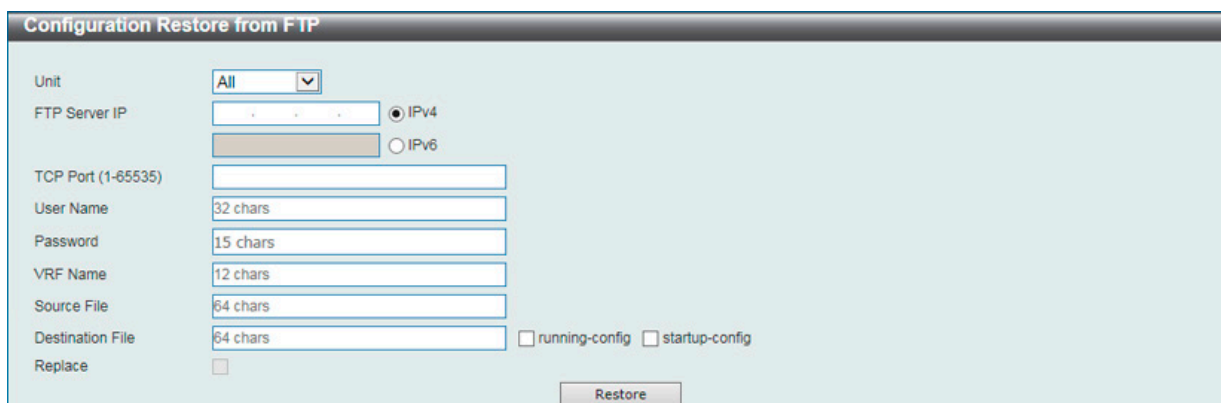 Configuration Restore from FTP
Unit All
FTP Server IP . . . IPv4
IPv6
TCP Port (1-65535)
User Name 32 chars
Password 15 chars
VRF Name 12 chars
Source File 64 chars
Destination File 64 chars running-config startup-config
Replace
Restore